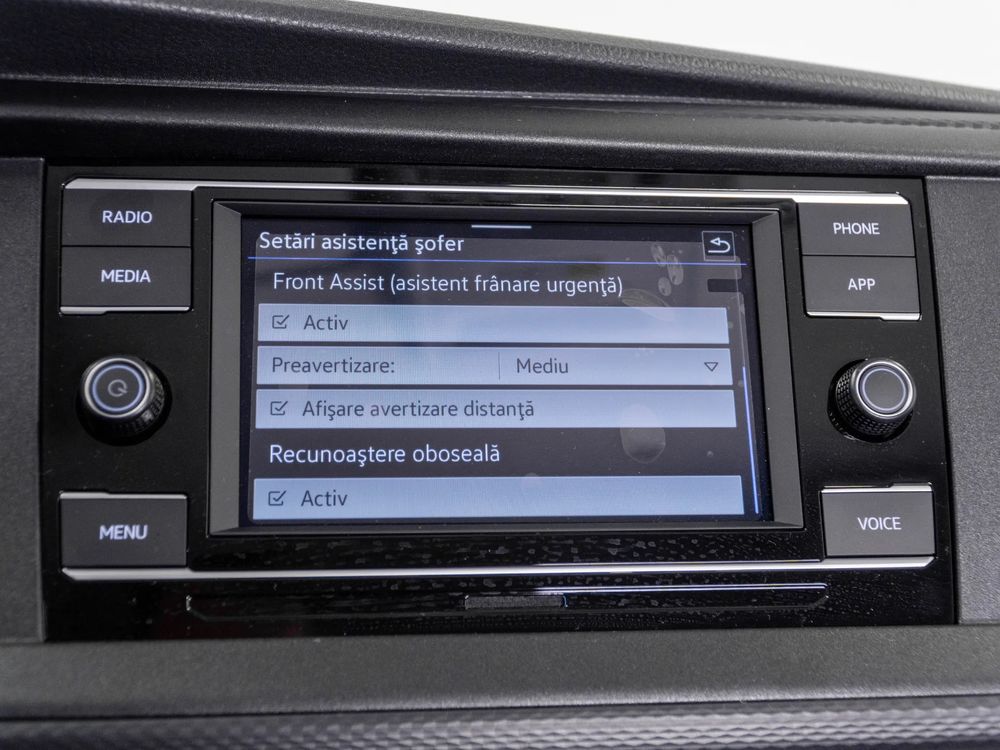 RADIO
MEDIA
MENU
Setări asistenţă şofer
Front Assist (asistent frânare urgenţă)
Activ
Preavertizare: Mediu
Afişare avertizare distanţă
Recunoaştere oboseală
Activ
PHONE
APP
VOICE